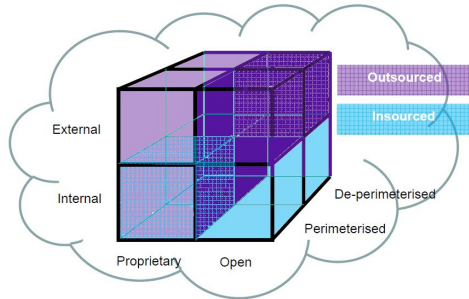 Outsourced
Insourced
External
Internal
De-perimeterised
Perimeterised
Proprietary
Open